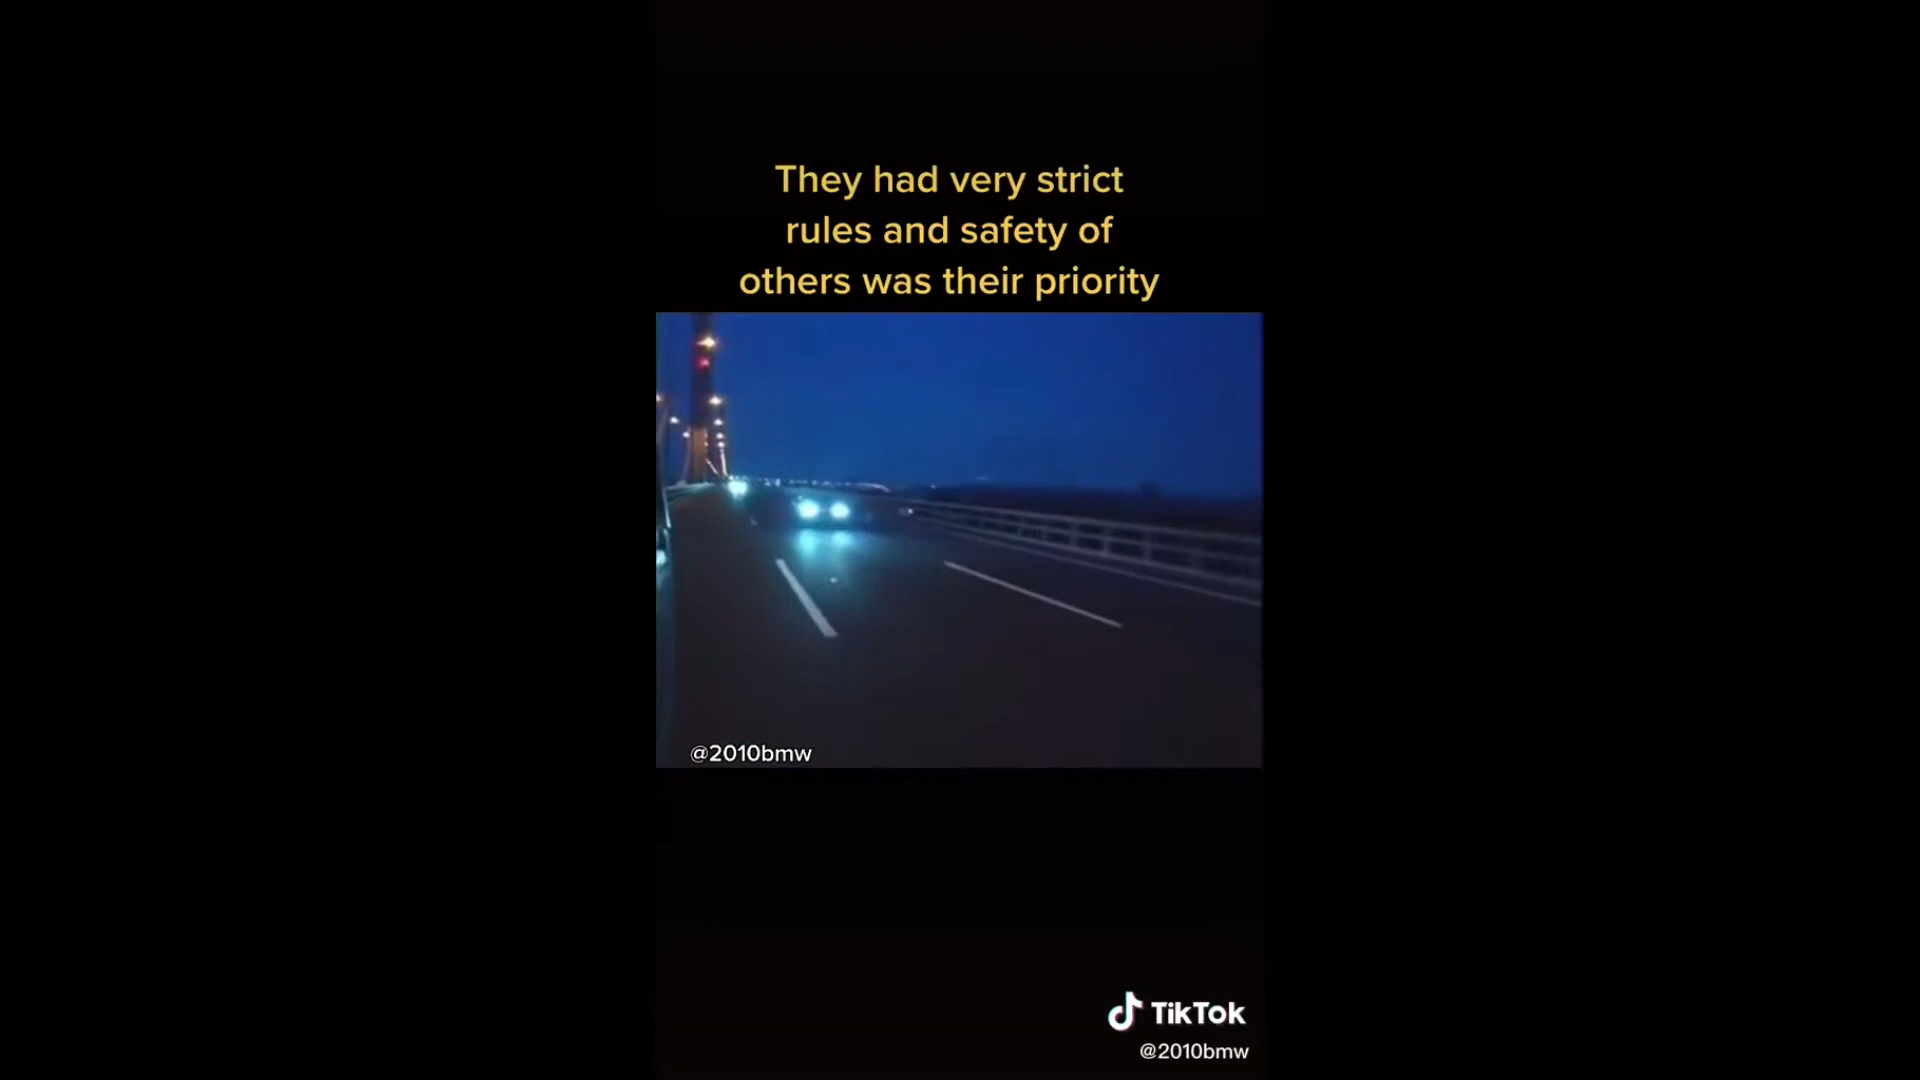 They had very strict
rules and safety of
others was their priority
@2010bmw
TikTok
@2010bmw